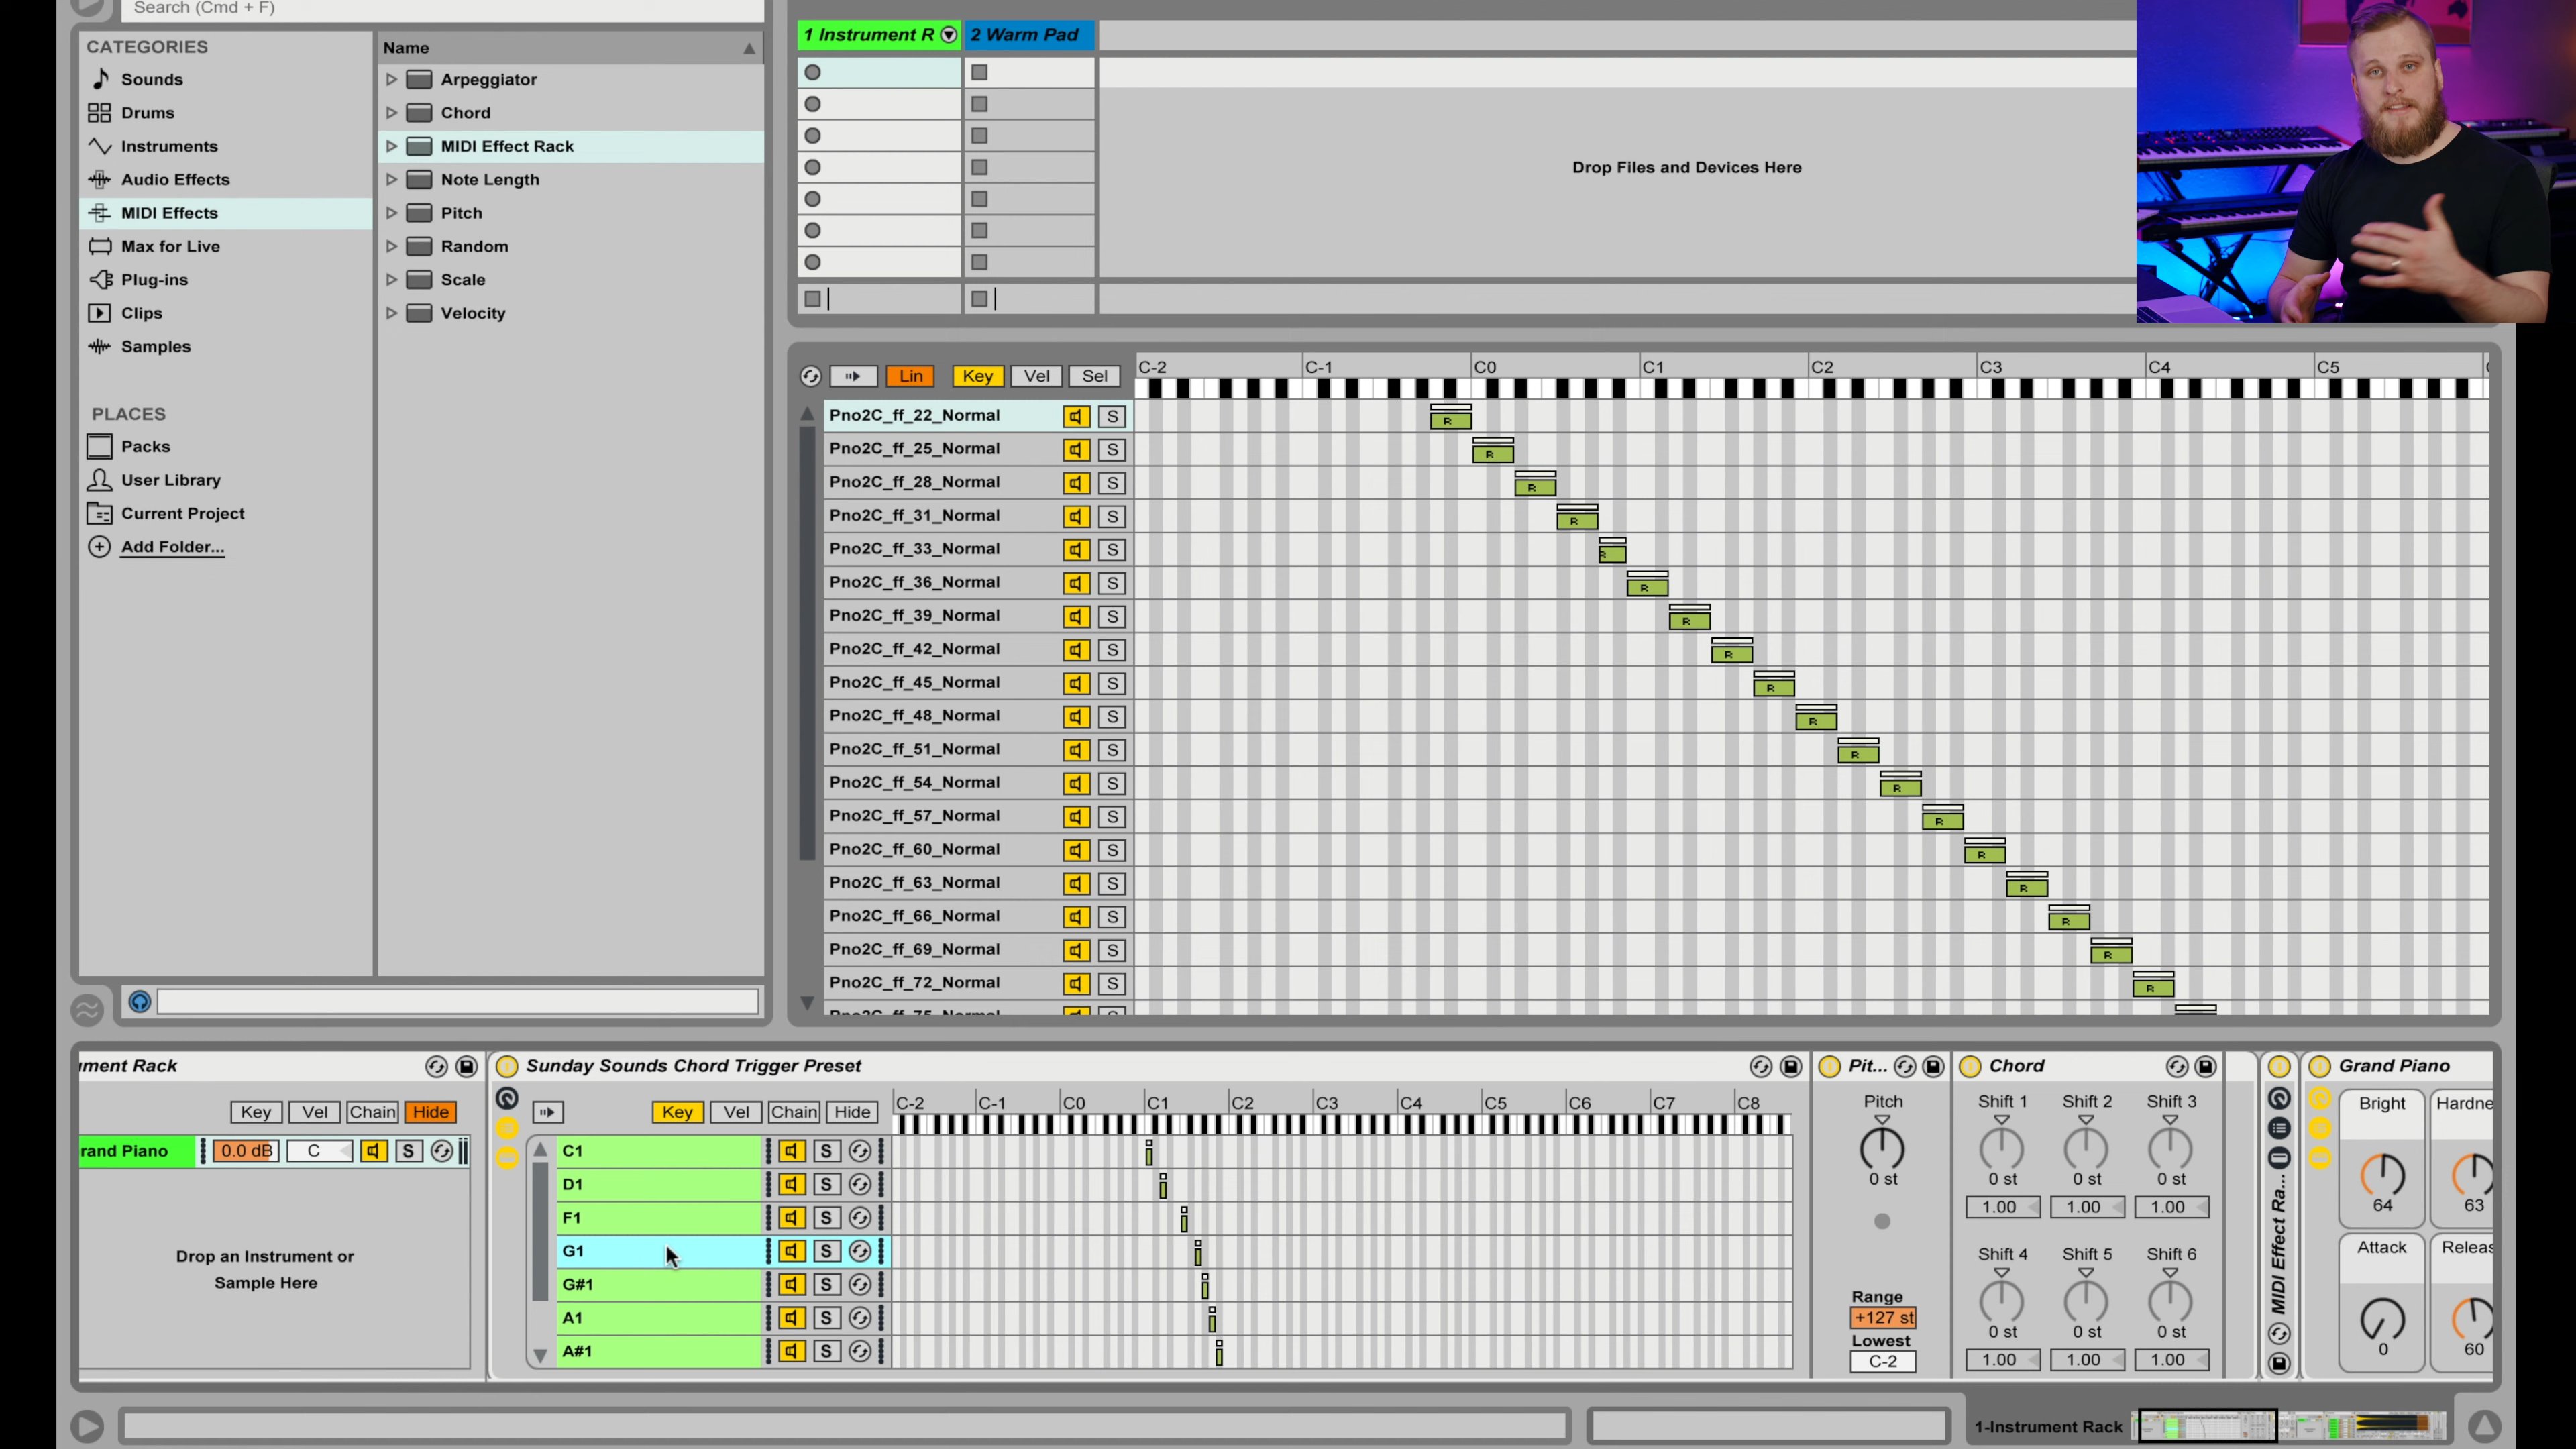 Search (Cmd + F)
CATEGORIES
Sounds
Drums
Instruments
Audio Effects
MIDI Effects
Max for Live
Plug-ins
Clips
Samples
PLACES
Packs
User Library
Current Project
Add Folder...
Name
Arpeggiator
Chord
MIDI Effect Rack
Note Length
Pitch
Random
Scale
Velocity
1 Instrument R
2 Warm Pad
Drop Files and Devices Here
Lin Key Vel Sel
C-2 C-1 C0 C1 C2 C3 C4 C5
Pno2C_ff_22_Normal S R
Pno2C_ff_25_Normal S R
Pno2C_ff_28_Normal S R
Pno2C_ff_31_Normal S R
Pno2C_ff_33_Normal S R
Pno2C_ff_36_Normal S R
Pno2C_ff_39_Normal S R
Pno2C_ff_42_Normal S R
Pno2C_ff_45_Normal S R
Pno2C_ff_48_Normal S R
Pno2C_ff_51_Normal S R
Pno2C_ff_54_Normal S R
Pno2C_ff_57_Normal S R
Pno2C_ff_60_Normal S R
Pno2C_ff_63_Normal S R
Pno2C_ff_66_Normal S R
Pno2C_ff_69_Normal S R
Pno2C_ff_72_Normal S R
ument Rack
Key Vel Chain Hide
rand Piano 0.0 dB C S
Drop an Instrument or
Sample Here
Sunday Sounds Chord Trigger Preset
Key Vel Chain Hide
C-2 C-1 C0 C1 C2 C3 C4 C5 C6 C7 C8
C1 S
D1 S
F1 S
G1 S
G#1 S
A1 S
A#1 S
Pit...
Pitch
0 st
Range
+127 st
Lowest
C-2
Chord
Shift 1 Shift 2 Shift 3
0 st 0 st 0 st
1.00 1.00 1.00
Shift 4 Shift 5 Shift 6
0 st 0 st 0 st
1.00 1.00 1.00
MIDI Effect Ra...
Grand Piano
Bright Hardne
64 63
Attack Releas
0 60
1-Instrument Rack